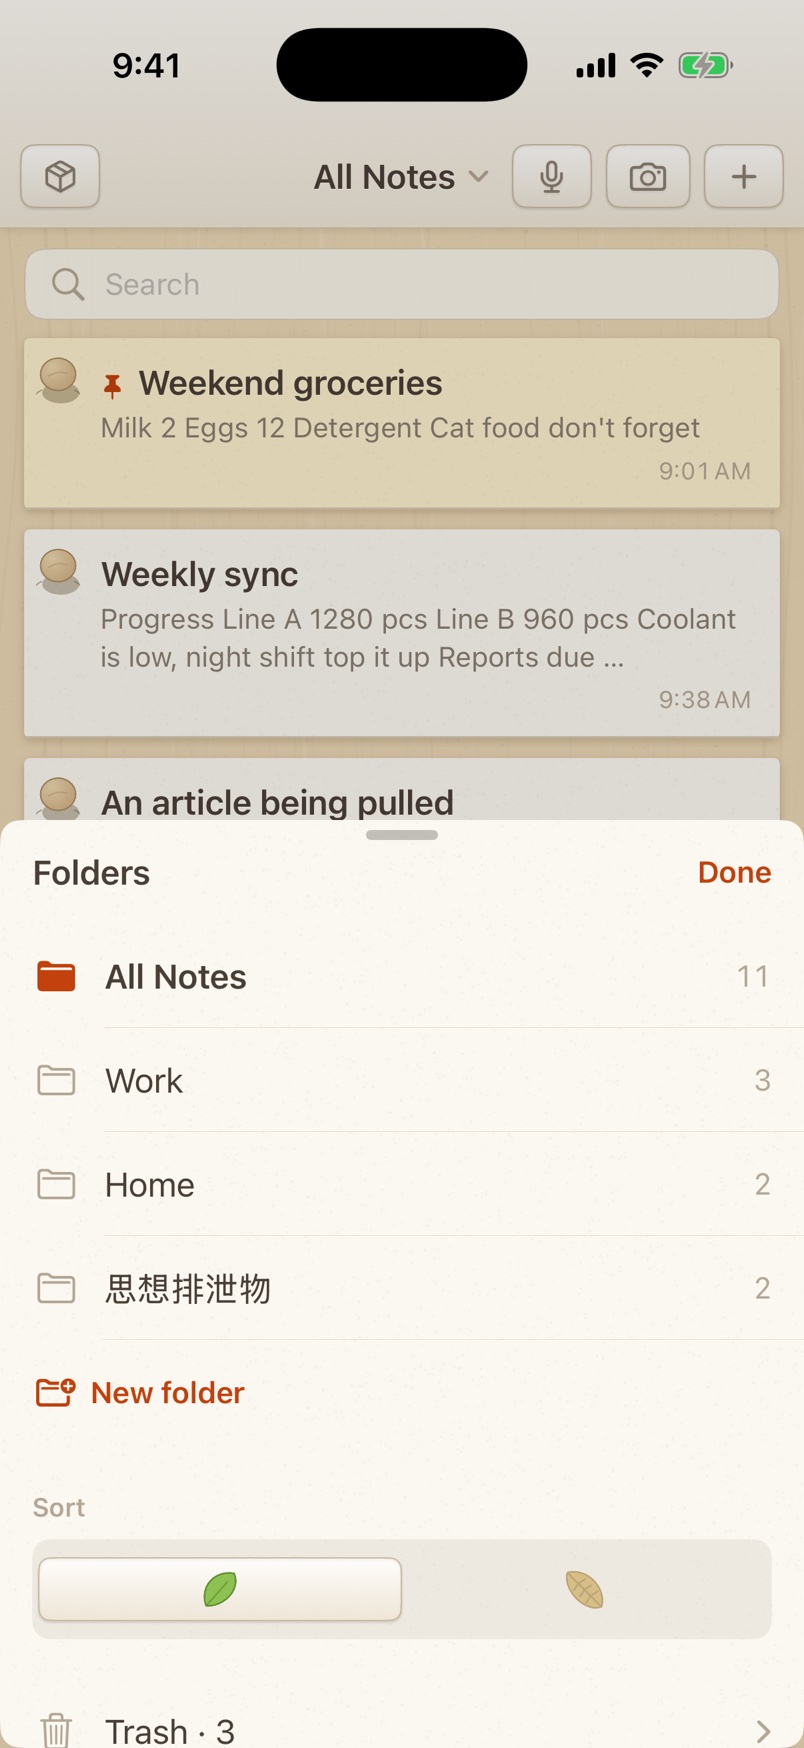 9:41
All Notes
Search
Weekend groceries
Milk 2 Eggs 12 Detergent Cat food don't forget
9:01 AM
Weekly sync
Progress Line A 1280 pcs Line B 960 pcs Coolant
is low, night shift top it up Reports due ...
9:38 AM
An article being pulled
Folders
Done
All Notes
11
Work
3
Home
2
思想排泄物
2
New folder
Sort
Trash · 3